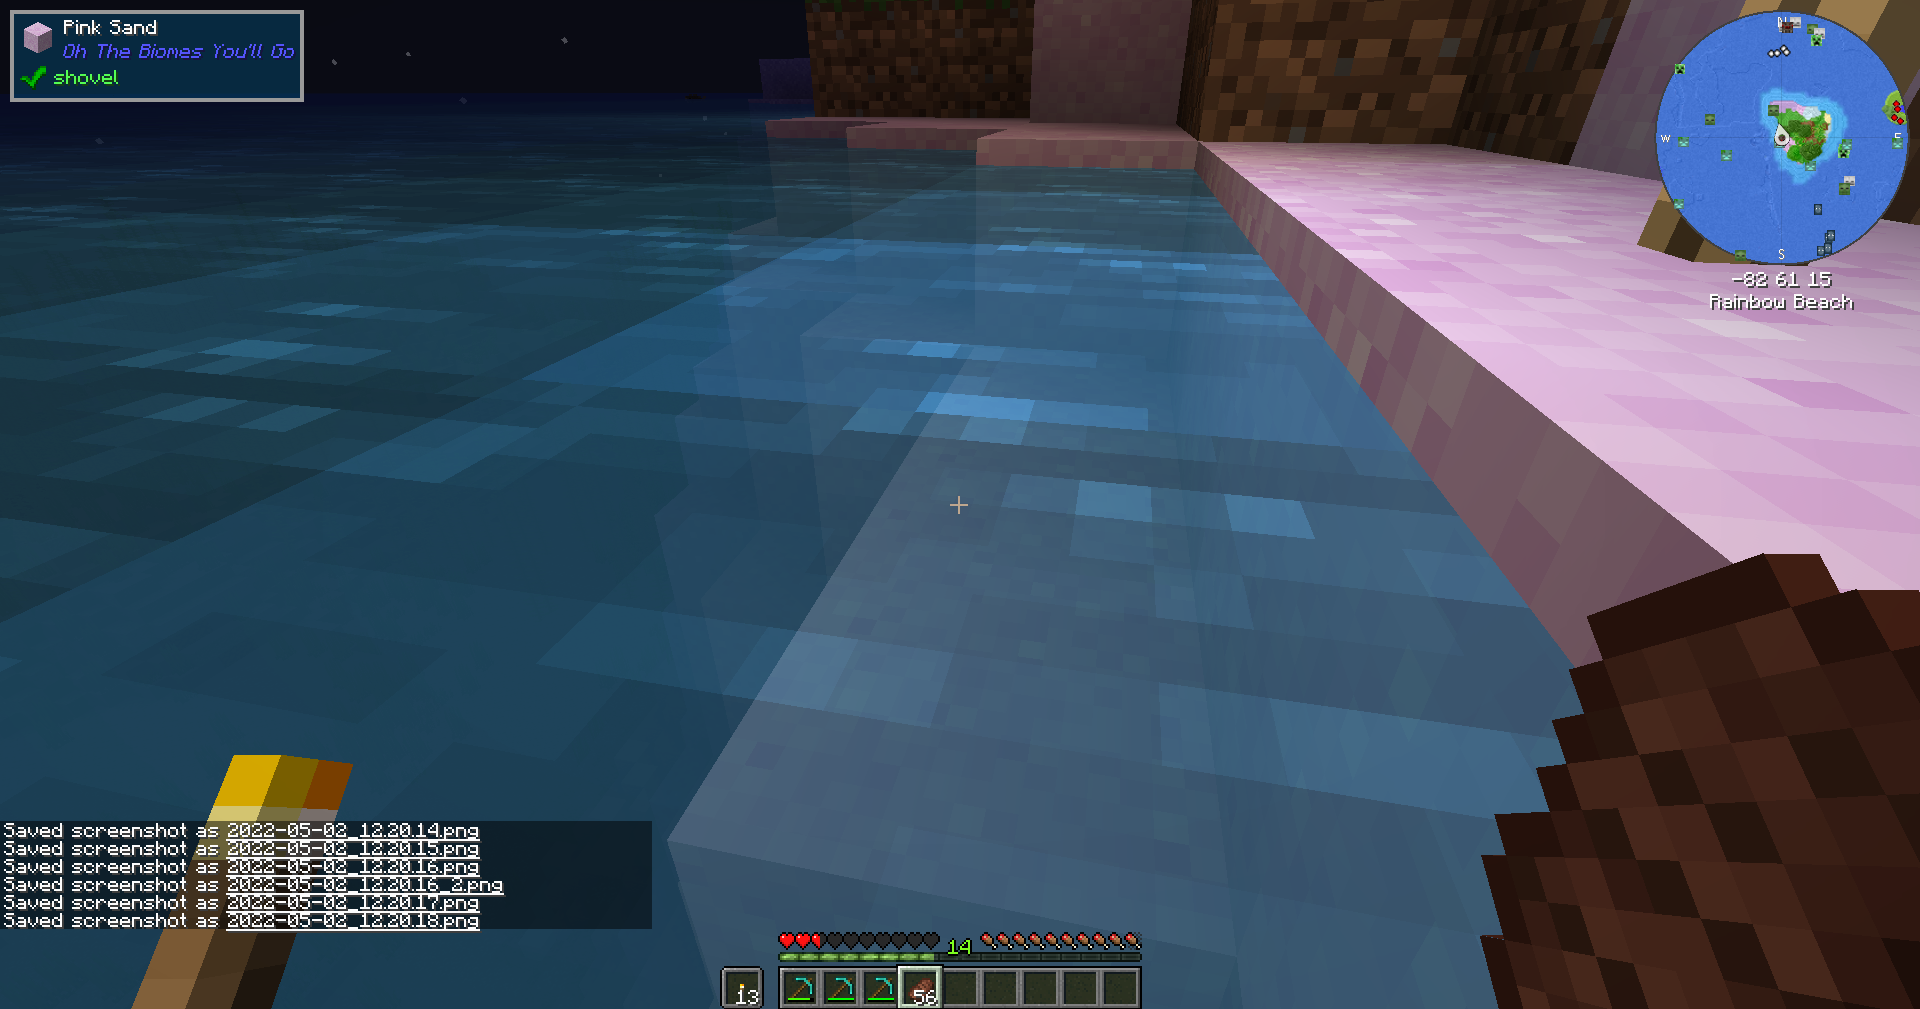 Pink Sand
Oh The Biomes You'll Go
shovel
N
W
E
S
-82 61 15
Rainbow Beach
Saved screenshot as 2022-05-02_12.20.14.png
Saved screenshot as 2022-05-02_12.20.15.png
Saved screenshot as 2022-05-02_12.20.16.png
Saved screenshot as 2022-05-02_12.20.16_2.png
Saved screenshot as 2022-05-02_12.20.17.png
Saved screenshot as 2022-05-02_12.20.18.png
14
13
56